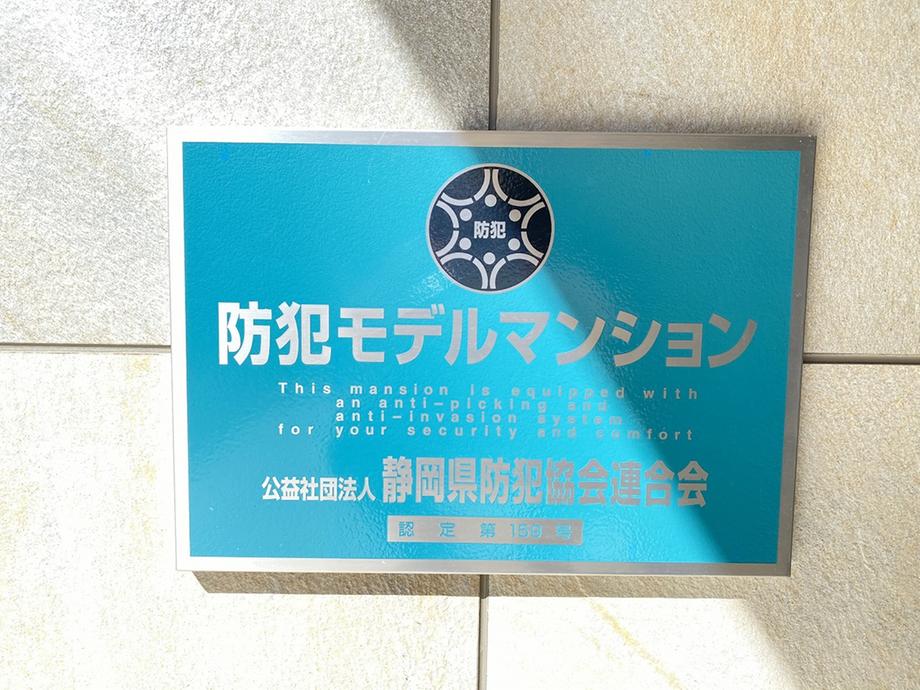 防犯
防犯モデルマンション
This mansion is equipped with
an anti-picking and
anti-invasion system
for your security and comfort
公益社団法人 静岡県防犯協会連合会
認定第 159 号